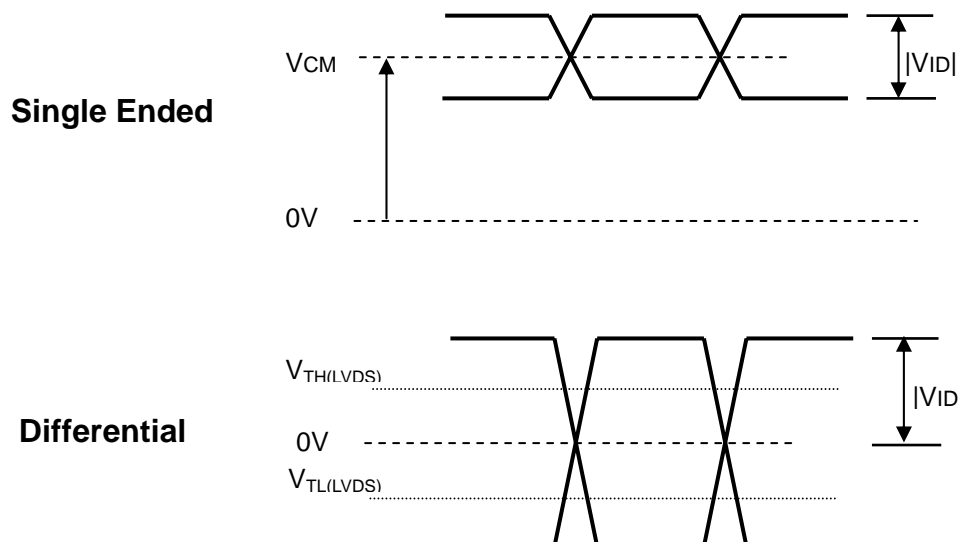 VCM
|VID|
Single Ended
0V
VTH(LVDS)
|VID
Differential
0V
VTL(LVDS)